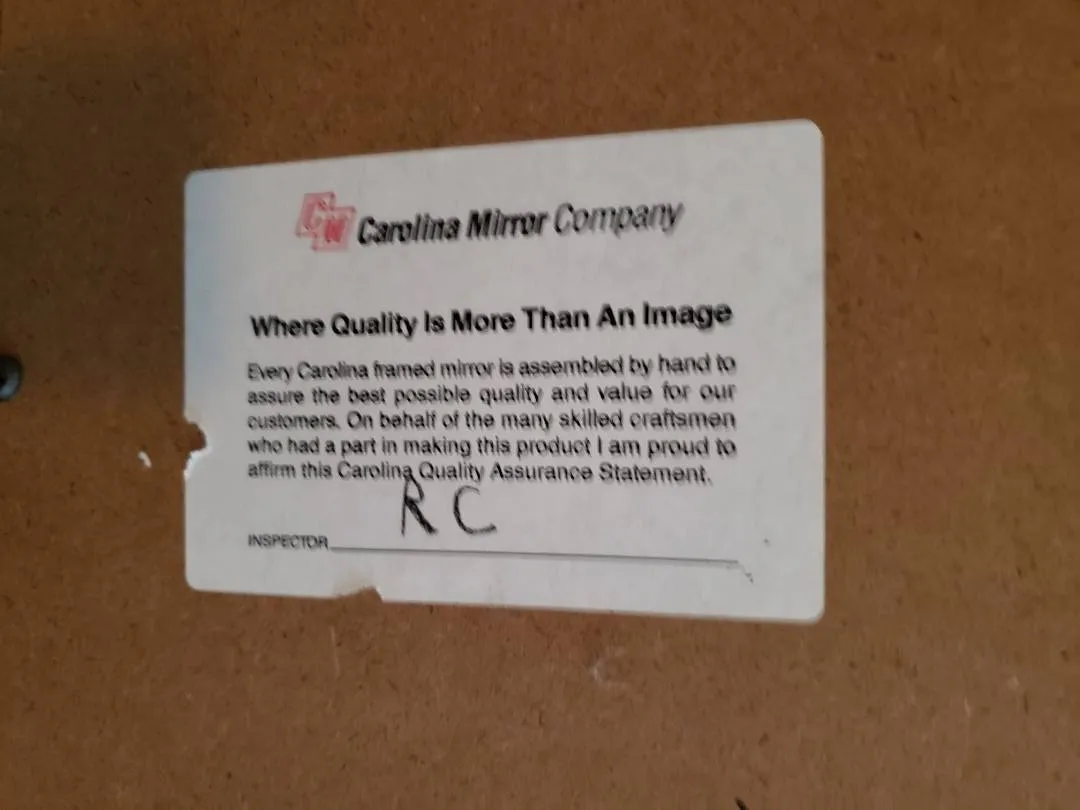 CM Carolina Mirror Company
Where Quality Is More Than An Image
Every Carolina framed mirror is assembled by hand to
assure the best possible quality and value for our
customers. On behalf of the many skilled craftsmen
who had a part in making this product I am proud to
affirm this Carolina Quality Assurance Statement.
R C
INSPECTOR